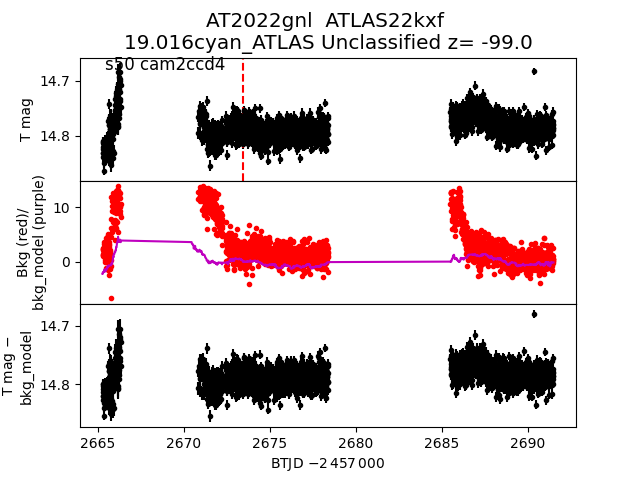 AT2022gnl  ATLAS22kxf
19.016cyan_ATLAS Unclassified z= -99.0
s50 cam2ccd4
T mag
14.7
14.8
Bkg (red)/
bkg_model (purple)
10
0
T mag −
bkg_model
14.7
14.8
2665 2670 2675 2680 2685 2690
BTJD −2 457 000